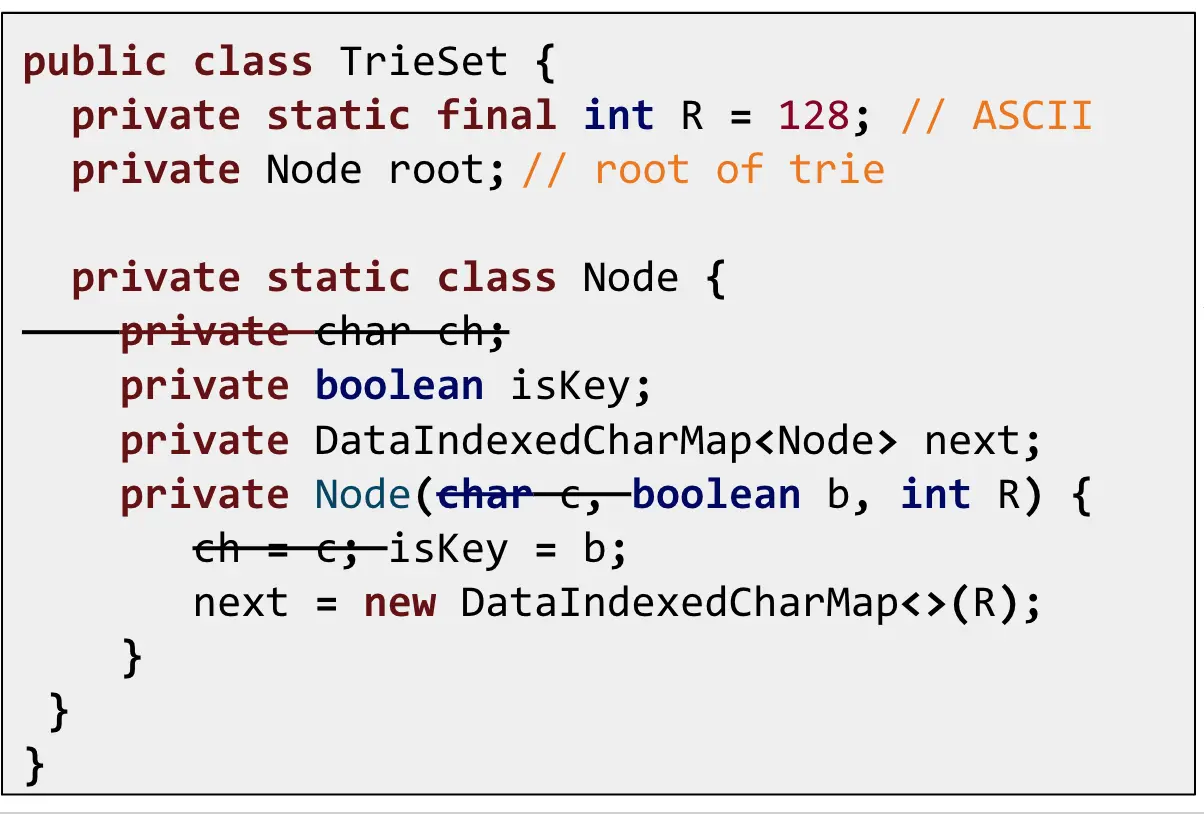 public class TrieSet {
  private static final int R = 128; // ASCII
  private Node root; // root of trie

  private static class Node {
    private char ch;
    private boolean isKey;
    private DataIndexedCharMap<Node> next;
    private Node(char c, boolean b, int R) {
       ch = c; isKey = b;
       next = new DataIndexedCharMap<>(R);
    }
 }
}